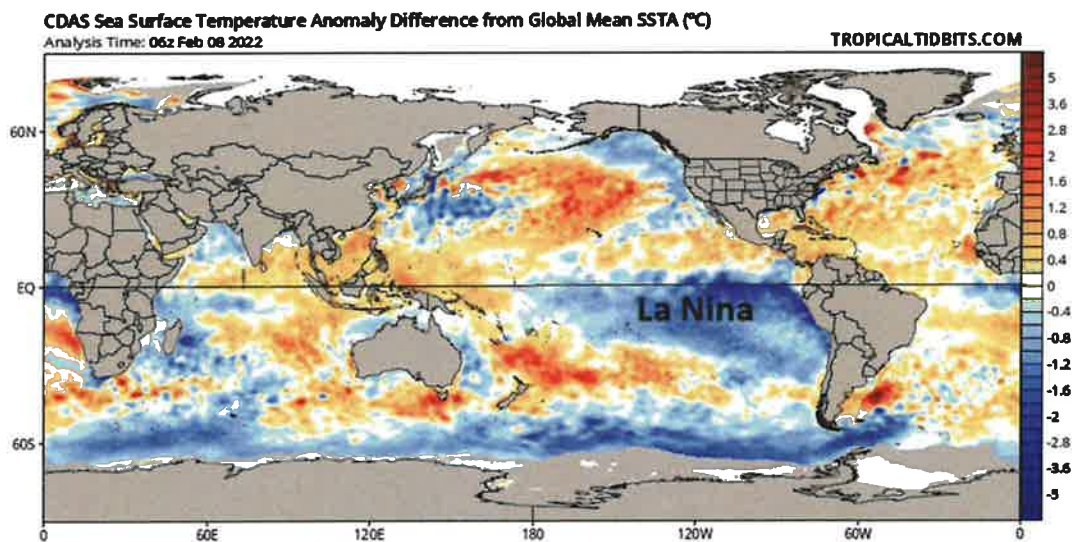 CDAS Sea Surface Temperature Anomaly Difference from Global Mean SSTA (°C)
Analysis Time: 06z Feb 08 2022
TROPICALTIDBITS.COM
60N
EQ
60S
La Nina
0
60E
120E
180
120W
60W
0
5
3.6
2.8
2
1.6
1.2
0.8
0.4
0
-0.4
-0.8
-1.2
-1.6
-2
-2.8
-3.6
-5